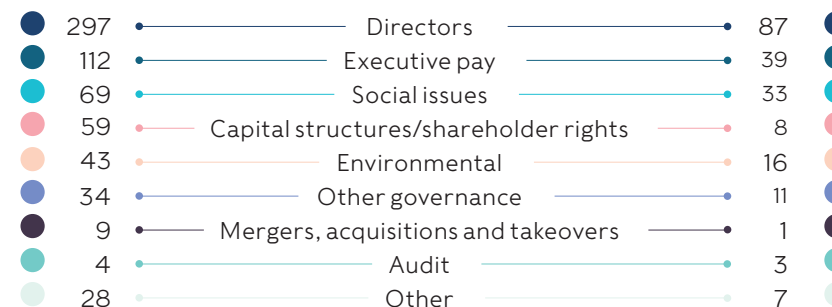 297 Directors 87
112 Executive pay 39
69 Social issues 33
59 Capital structures/shareholder rights 8
43 Environmental 16
34 Other governance 11
9 Mergers, acquisitions and takeovers 1
4 Audit 3
28 Other 7